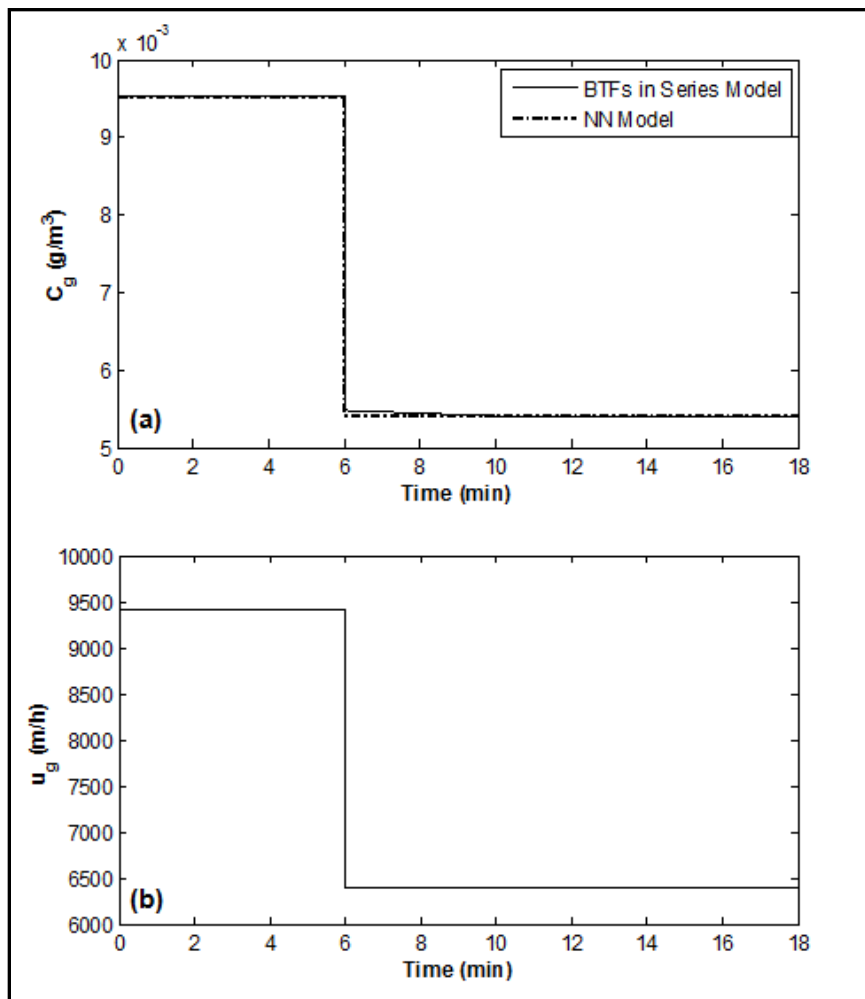 x 10^-3
10
9
8
7
6
5
C_g (g/m^3)
BTFs in Series Model
NN Model
(a)
0 2 4 6 8 10 12 14 16 18
Time (min)
10000
9500
9000
8500
8000
7500
7000
6500
6000
u_g (m/h)
(b)
0 2 4 6 8 10 12 14 16 18
Time (min)